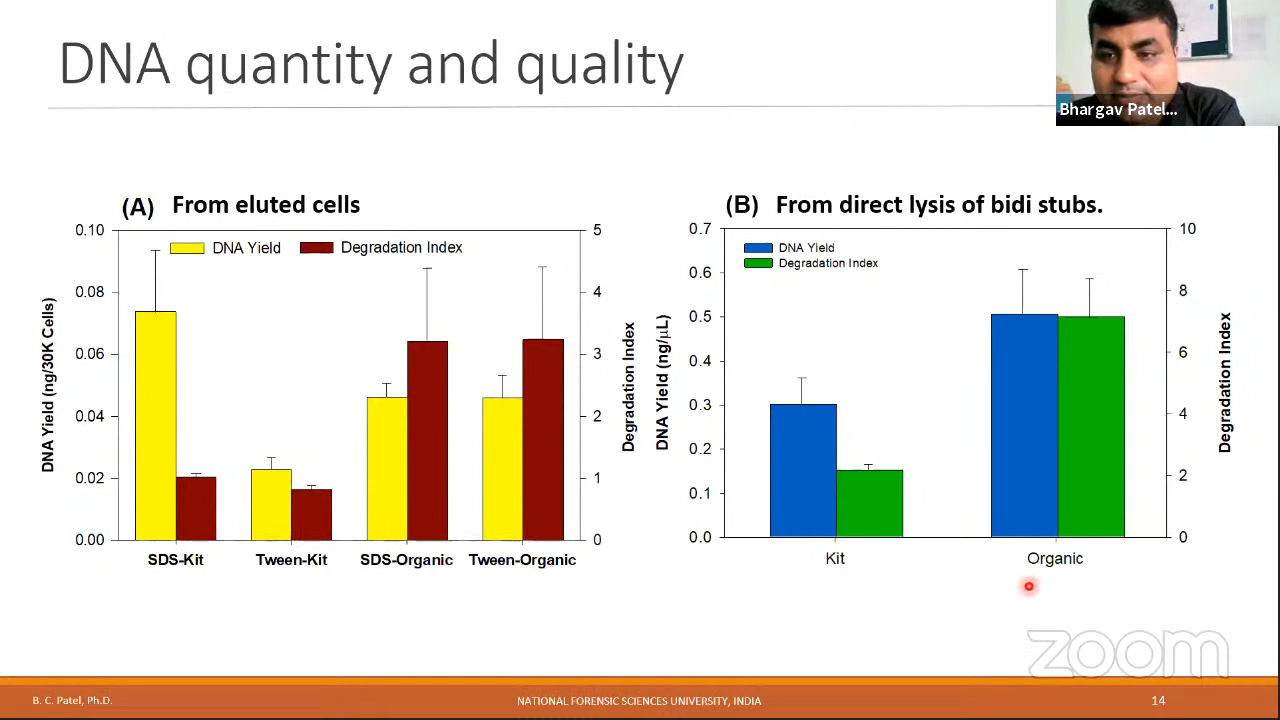 DNA quantity and quality
Bhargav Patel...
(A) From eluted cells
DNA Yield
Degradation Index
0.10
0.08
0.06
0.04
0.02
0.00
DNA Yield (ng/30K Cells)
5
4
3
2
1
0
Degradation Index
SDS-Kit
Tween-Kit
SDS-Organic
Tween-Organic
(B) From direct lysis of bidi stubs.
DNA Yield
Degradation Index
0.7
0.6
0.5
0.4
0.3
0.2
0.1
0.0
DNA Yield (ng/µL)
10
8
6
4
2
0
Degradation Index
Kit
Organic
zoom
B. C. Patel, Ph.D.
NATIONAL FORENSIC SCIENCES UNIVERSITY, INDIA
14